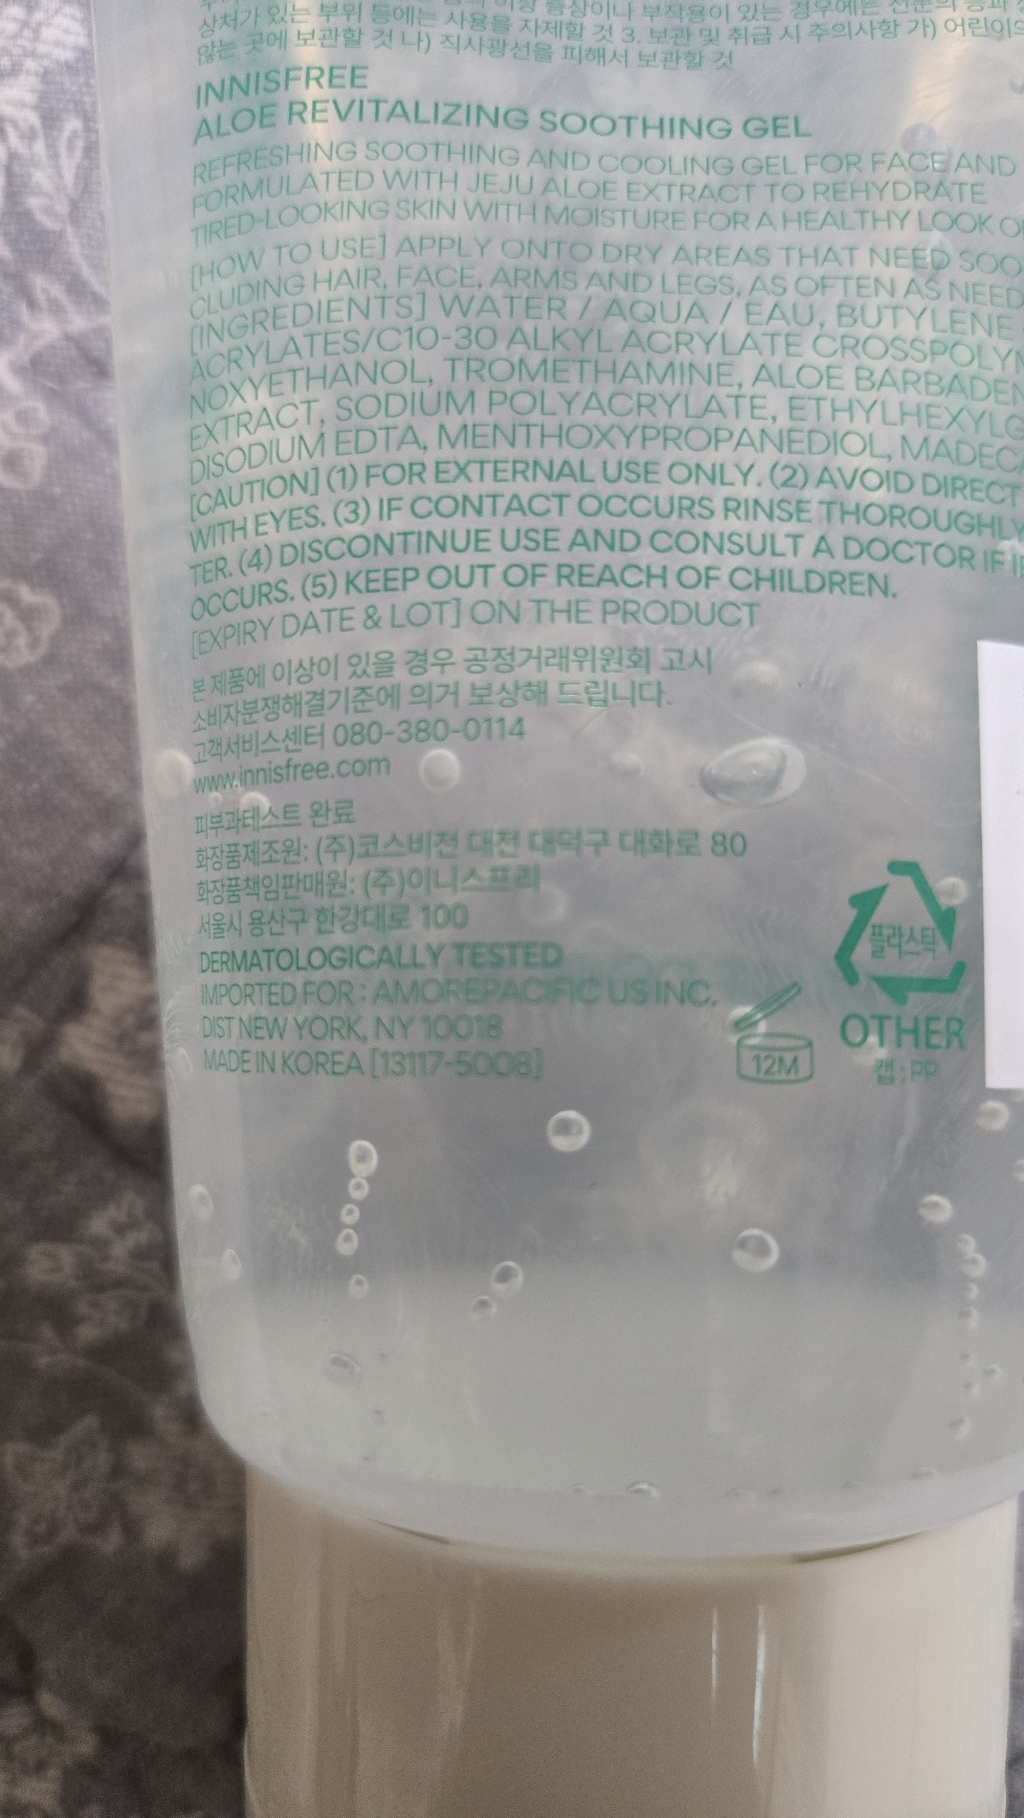 상처가 있는 부위 등에는 사용을 자제할 것 3. 보관 및 취급 시 주의사항 가) 어린이의
않는 곳에 보관할 것 나) 직사광선을 피해서 보관할 것
INNISFREE
ALOE REVITALIZING SOOTHING GEL
REFRESHING SOOTHING AND COOLING GEL FOR FACE AND
FORMULATED WITH JEJU ALOE EXTRACT TO REHYDRATE
TIRED-LOOKING SKIN WITH MOISTURE FOR A HEALTHY LOOK
[HOW TO USE] APPLY ONTO DRY AREAS THAT NEED SOO
CLUDING HAIR, FACE, ARMS AND LEGS, AS OFTEN AS NEED
[INGREDIENTS] WATER / AQUA / EAU, BUTYLENE
ACRYLATES/C10-30 ALKYL ACRYLATE CROSSPOLYM
NOXYETHANOL, TROMETHAMINE, ALOE BARBADEN
EXTRACT, SODIUM POLYACRYLATE, ETHYLHEXYLG
DISODIUM EDTA, MENTHOXYPROPANEDIOL, MADECA
[CAUTION] (1) FOR EXTERNAL USE ONLY. (2) AVOID DIRECT
WITH EYES. (3) IF CONTACT OCCURS RINSE THOROUGHLY
TER. (4) DISCONTINUE USE AND CONSULT A DOCTOR IF
OCCURS. (5) KEEP OUT OF REACH OF CHILDREN.
[EXPIRY DATE & LOT] ON THE PRODUCT
본 제품에 이상이 있을 경우 공정거래위원회 고시
소비자분쟁해결기준에 의거 보상해 드립니다.
고객서비스센터 080-380-0114
www.innisfree.com
피부과테스트 완료
화장품제조원: (주)코스비전 대전 대덕구 대화로 80
화장품책임판매원: (주)이니스프리
서울시 용산구 한강대로 100
DERMATOLOGICALLY TESTED
IMPORTED FOR : AMOREPACIFIC US INC.
DIST NEW YORK, NY 10018
MADE IN KOREA [13117-5008]
12M
플라스틱
OTHER
캡 : PP